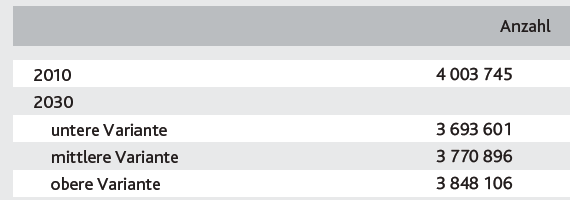 Anzahl
2010 4 003 745
2030
untere Variante 3 693 601
mittlere Variante 3 770 896
obere Variante 3 848 106